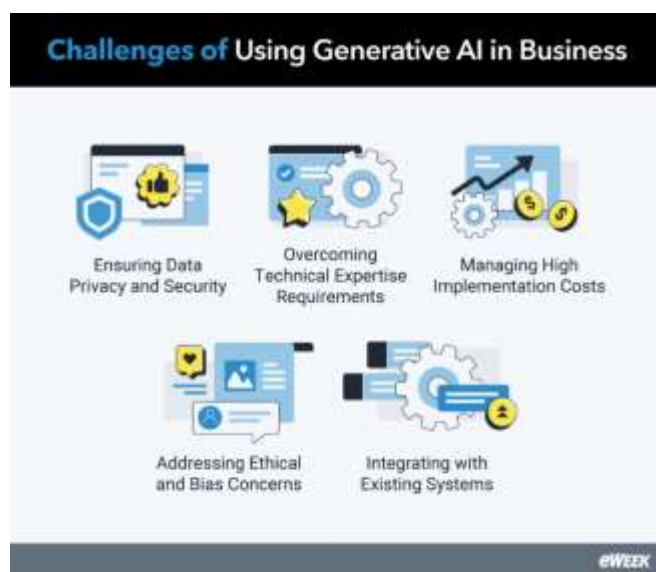 Challenges of Using Generative AI in Business
Ensuring Data
Privacy and Security
Overcoming
Technical Expertise
Requirements
Managing High
Implementation Costs
Addressing Ethical
and Bias Concerns
Integrating with
Existing Systems
eWEEK